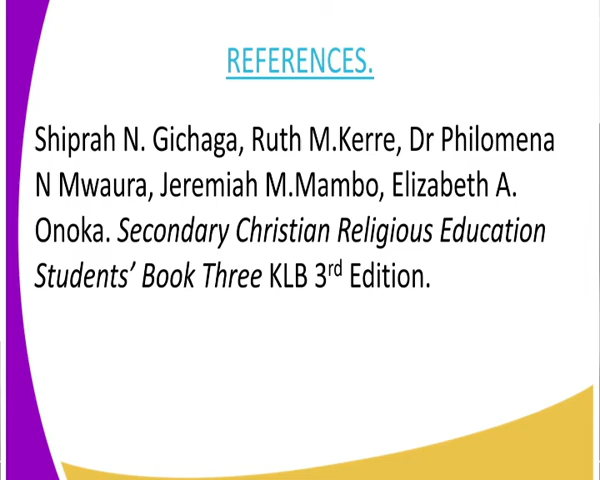 REFERENCES.
Shiprah N. Gichaga, Ruth M.Kerre, Dr Philomena
N Mwaura, Jeremiah M.Mambo, Elizabeth A.
Onoka. Secondary Christian Religious Education
Students’ Book Three KLB 3rd Edition.